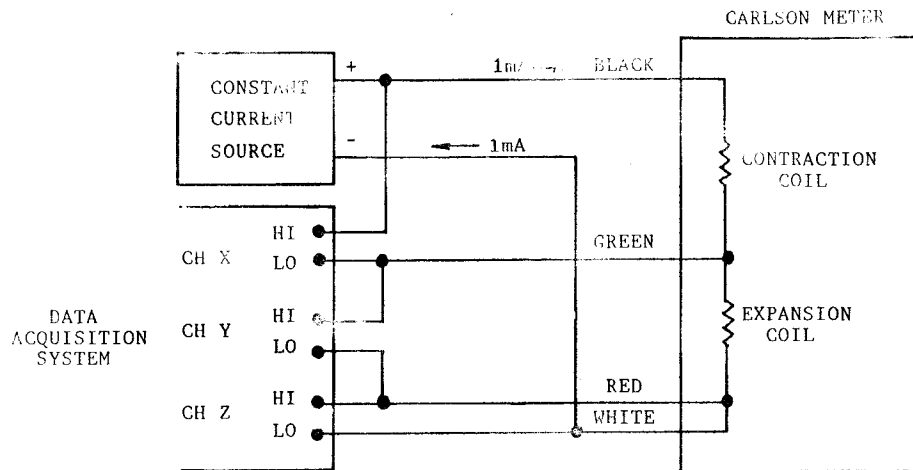 CARLSON METER
CONSTANT
CURRENT
SOURCE
+
-
BLACK
1mA
CONTRACTION
COIL
GREEN
EXPANSION
COIL
RED
WHITE
DATA
ACQUISITION
SYSTEM
CH X
HI
LO
CH Y
HI
LO
CH Z
HI
LO